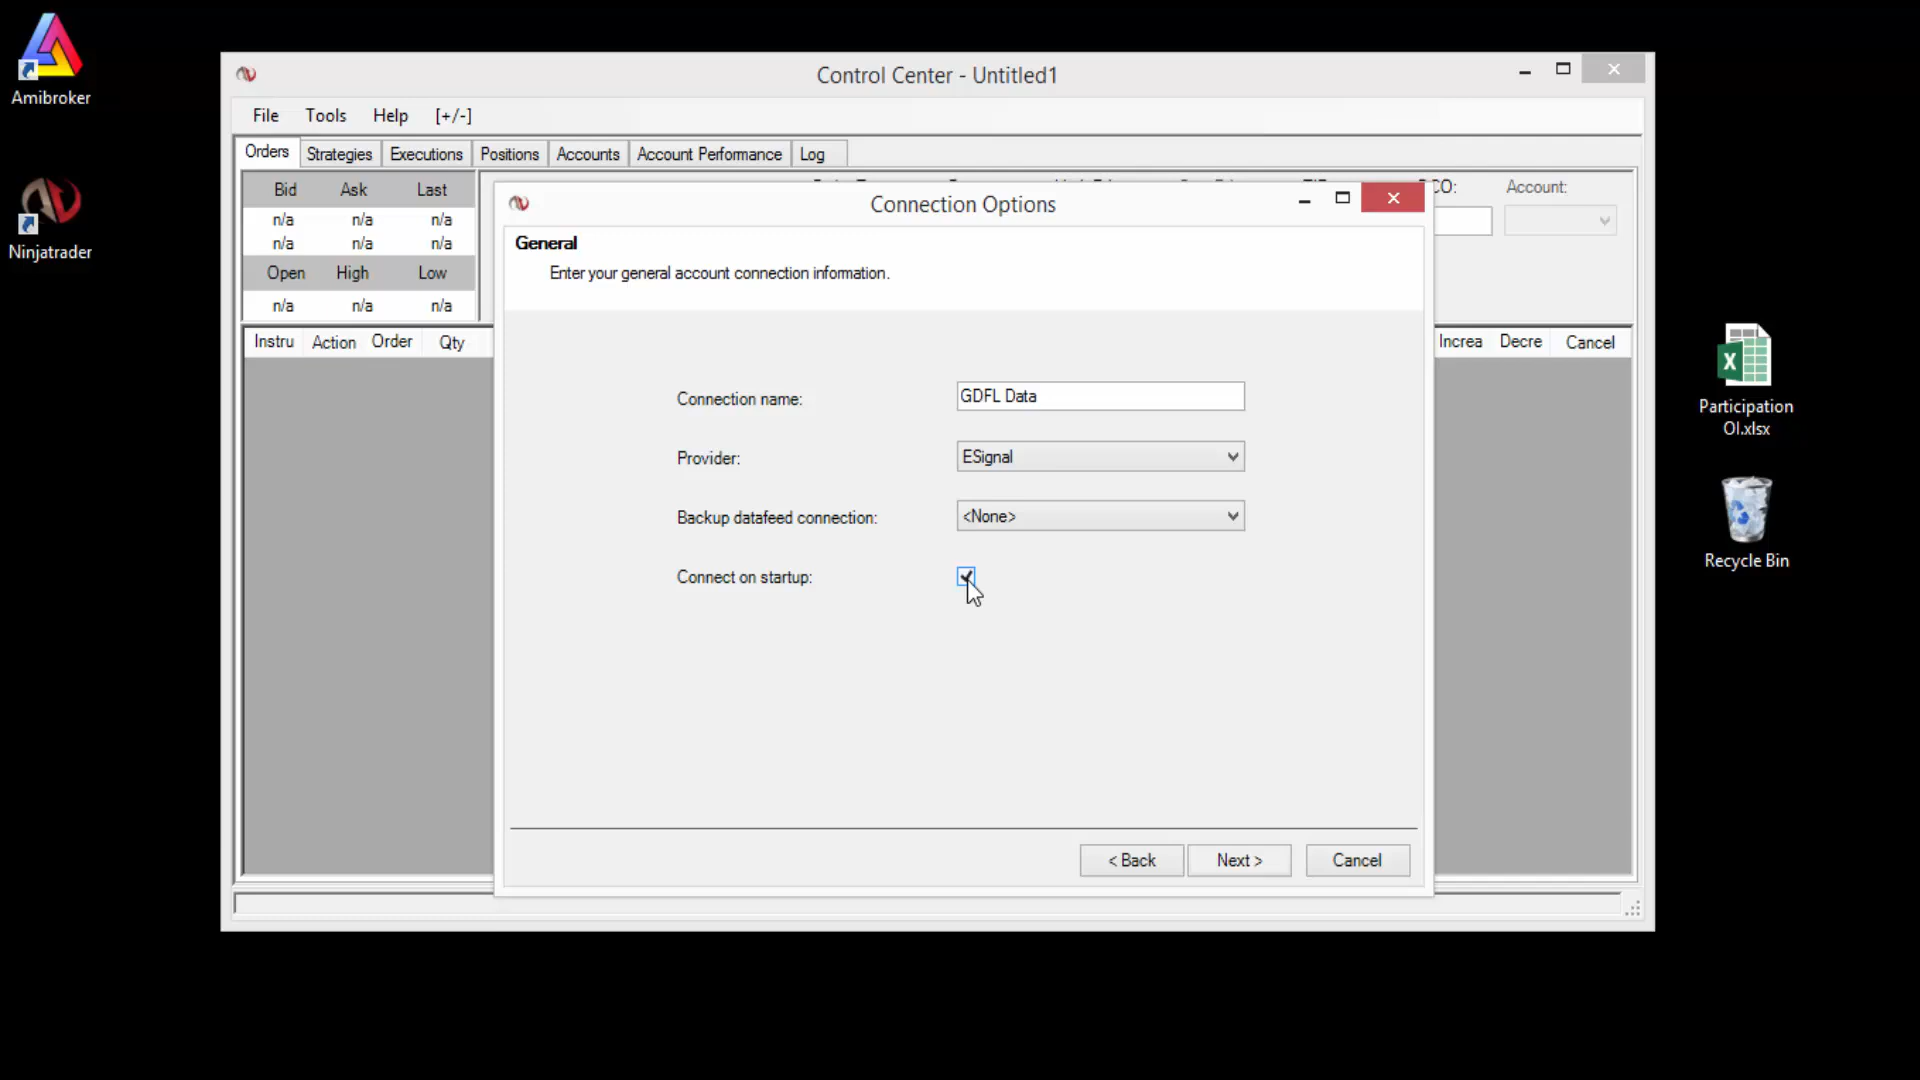 Amibroker
Ninjatrader
Control Center - Untitled1
File Tools Help [+/-]
Orders Strategies Executions Positions Accounts Account Performance Log
Bid Ask Last
n/a n/a n/a
n/a n/a n/a
Open High Low
n/a n/a n/a
Account:
Instru Action Order Qty
Increa Decre Cancel
Connection Options
General
Enter your general account connection information.
Connection name: GDFL Data
Provider: ESignal
Backup datafeed connection: <None>
Connect on startup:
< Back Next > Cancel
Participation
OI.xlsx
Recycle Bin